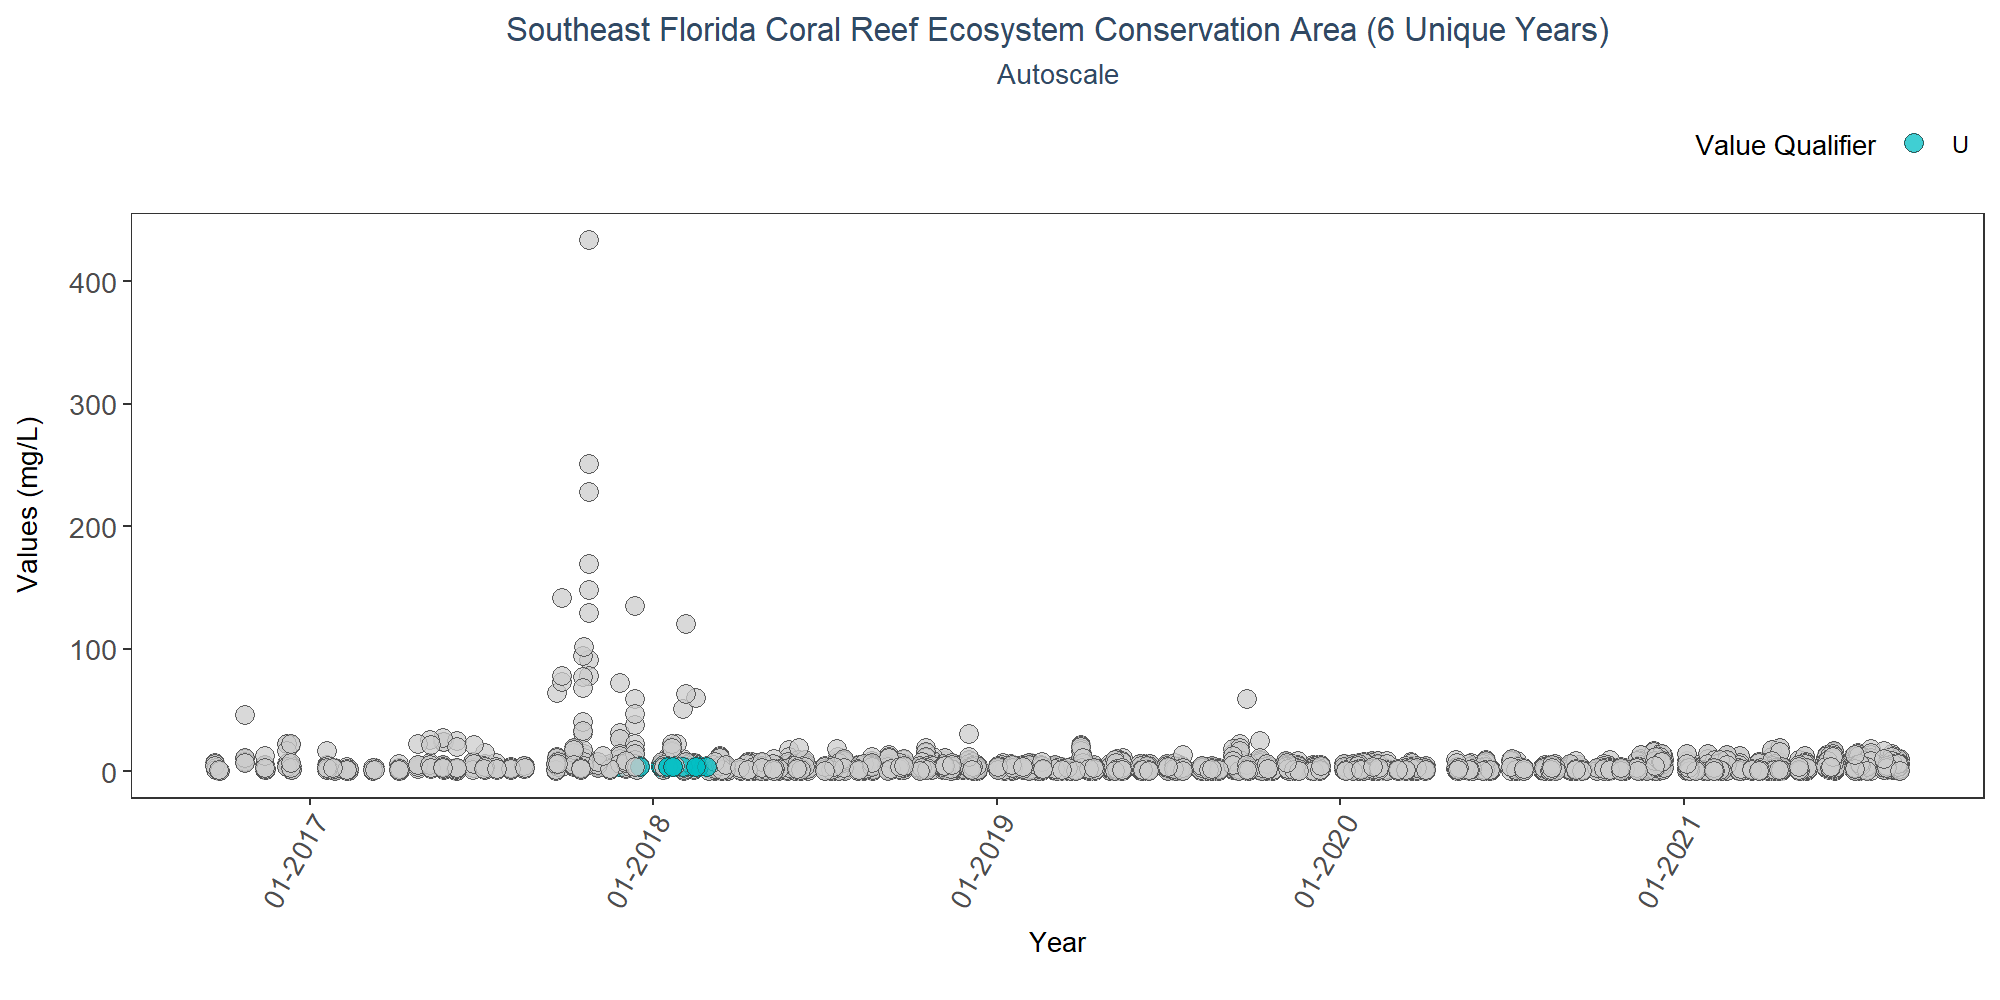 Southeast Florida Coral Reef Ecosystem Conservation Area (6 Unique Years)
Autoscale
Value Qualifier U
Values (mg/L)
400
300
200
100
0
01-2017
01-2018
01-2019
01-2020
01-2021
Year